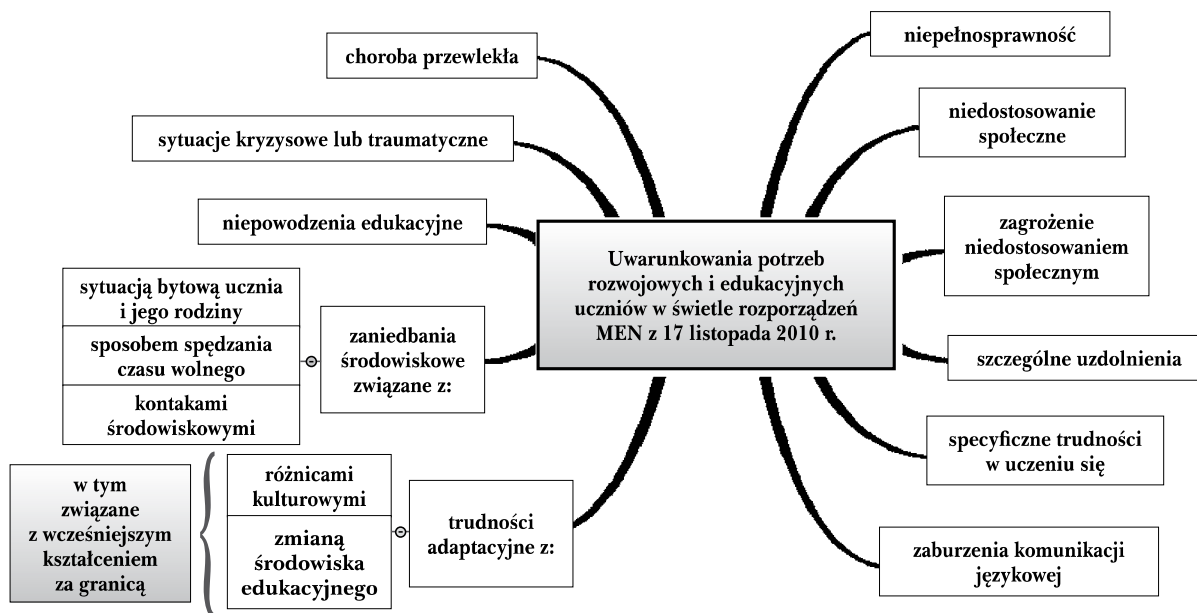 choroba przewlekła
sytuacje kryzysowe lub traumatyczne
niepowodzenia edukacyjne
sytuacją bytową ucznia
i jego rodziny
sposobem spędzania
czasu wolnego
kontakami
środowiskowymi
zaniedbania
środowiskowe
związane z:
w tym
związane
z wcześniejszym
kształceniem
za granicą
różnicami
kulturowymi
zmianą
środowiska
edukacyjnego
trudności
adaptacyjne z:
Uwarunkowania potrzeb
rozwojowych i edukacyjnych
uczniów w świetle rozporządzeń
MEN z 17 listopada 2010 r.
niepełnosprawność
niedostosowanie
społeczne
zagrożenie
niedostosowaniem
społecznym
szczególne uzdolnienia
specyficzne trudności
w uczeniu się
zaburzenia komunikacji
językowej